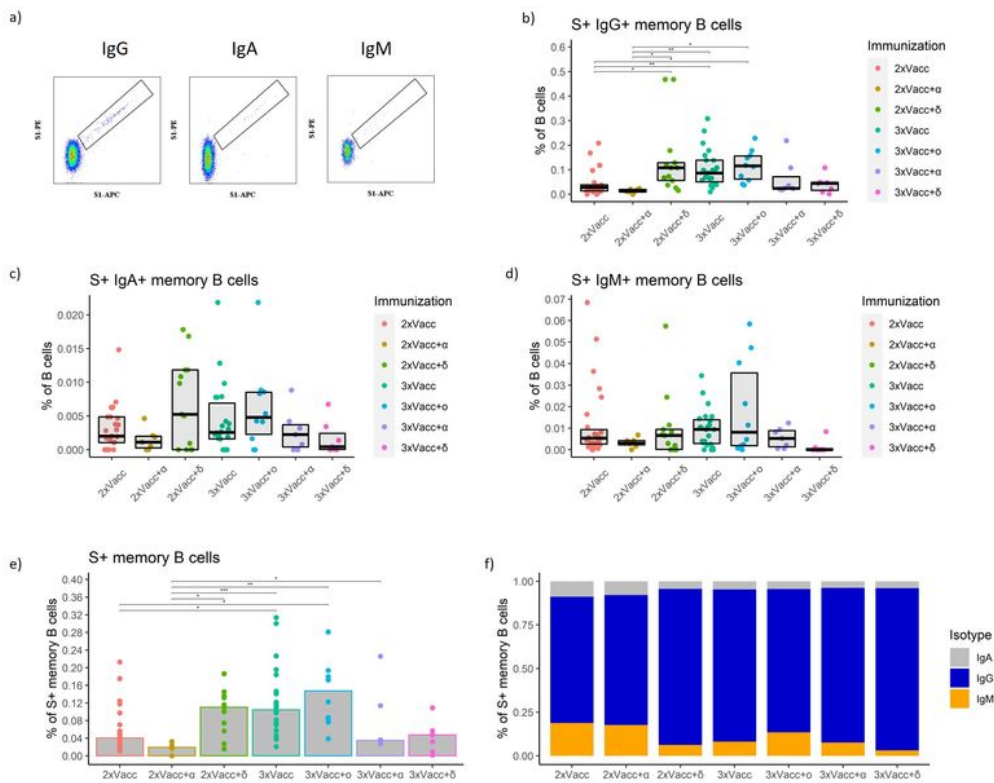 a)
IgG IgA IgM
S1-PE S1-PE S1-PE
S1-APC S1-APC S1-APC
b)
S+ IgG+ memory B cells
% of B cells
0.6
0.5
0.4
0.3
0.2
0.1
0.0
* ** * * * ** *
2xVacc 2xVacc+α 2xVacc+δ 3xVacc 3xVacc+o 3xVacc+α 3xVacc+δ
Immunization
2xVacc
2xVacc+α
2xVacc+δ
3xVacc
3xVacc+o
3xVacc+α
3xVacc+δ
c)
S+ IgA+ memory B cells
% of B cells
0.020
0.015
0.010
0.005
0.000
2xVacc 2xVacc+α 2xVacc+δ 3xVacc 3xVacc+o 3xVacc+α 3xVacc+δ
Immunization
2xVacc
2xVacc+α
2xVacc+δ
3xVacc
3xVacc+o
3xVacc+α
3xVacc+δ
d)
S+ IgM+ memory B cells
% of B cells
0.07
0.06
0.05
0.04
0.03
0.02
0.01
0.00
2xVacc 2xVacc+α 2xVacc+δ 3xVacc 3xVacc+o 3xVacc+α 3xVacc+δ
Immunization
2xVacc
2xVacc+α
2xVacc+δ
3xVacc
3xVacc+o
3xVacc+α
3xVacc+δ
e)
S+ memory B cells
% of S+ memory B cells
0.40
0.36
0.32
0.28
0.24
0.20
0.16
0.12
0.08
0.04
0.00
* ** *** * * *
2xVacc 2xVacc+α 2xVacc+δ 3xVacc 3xVacc+o 3xVacc+α 3xVacc+δ
f)
% of S+ memory B cells
1.00
0.75
0.50
0.25
0.00
2xVacc 2xVacc+α 2xVacc+δ 3xVacc 3xVacc+o 3xVacc+α 3xVacc+δ
Isotype
IgA
IgG
IgM